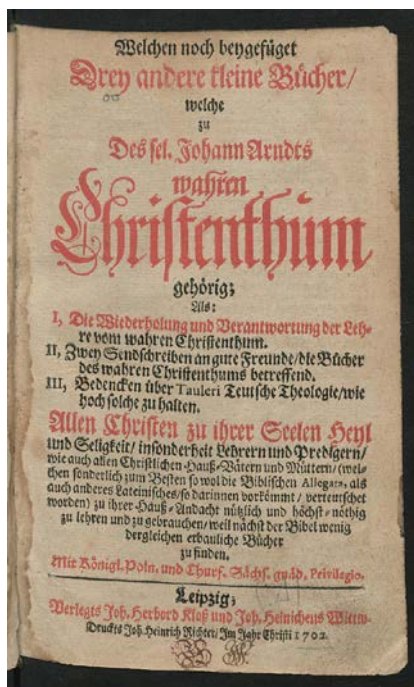 Welchen noch beygefüget
Drey andere kleine Bücher/
welche
zu
Des sel. Johann Arndts
wahren
Christenthum
gehörig;
Als:
I, Die Wiederholung und Verantwortung der Leh-
re vom wahren Christenthum.
II, Zwey Sendschreiben an gute Freunde/die Bücher
des wahren Christenthums betreffend.
III, Bedencken über Tauleri Teutsche Theologie/wie
hoch solche zu halten.
Allen Christen zu ihrer Seelen Heyl
und Seligkeit/ insonderheit Lehrern und Predigern/
wie auch allen Christlichen Hauß-Vätern und Müttern/(wel-
chen sonderlich zum Besten so wol die Biblischen Allegata, als
auch anderes Lateinisches/so darinnen vorkömmt/ verteutschet
worden) zu ihrer Hauß-Andacht nützlich und höchst-nöthig
zu lehren und zu gebrauchen/weil nächst der Bibel wenig
dergleichen erbauliche Bücher
zu finden.
Mit Königl. Poln. und Churf. Sächs. gnäd. Privilegio.
Leipzig;
Verlegts Joh. Herbord Kloß und Joh. Heinichens Wittw.
Druckts Joh. Heinrich Richter/Im Jahr Christi 1702